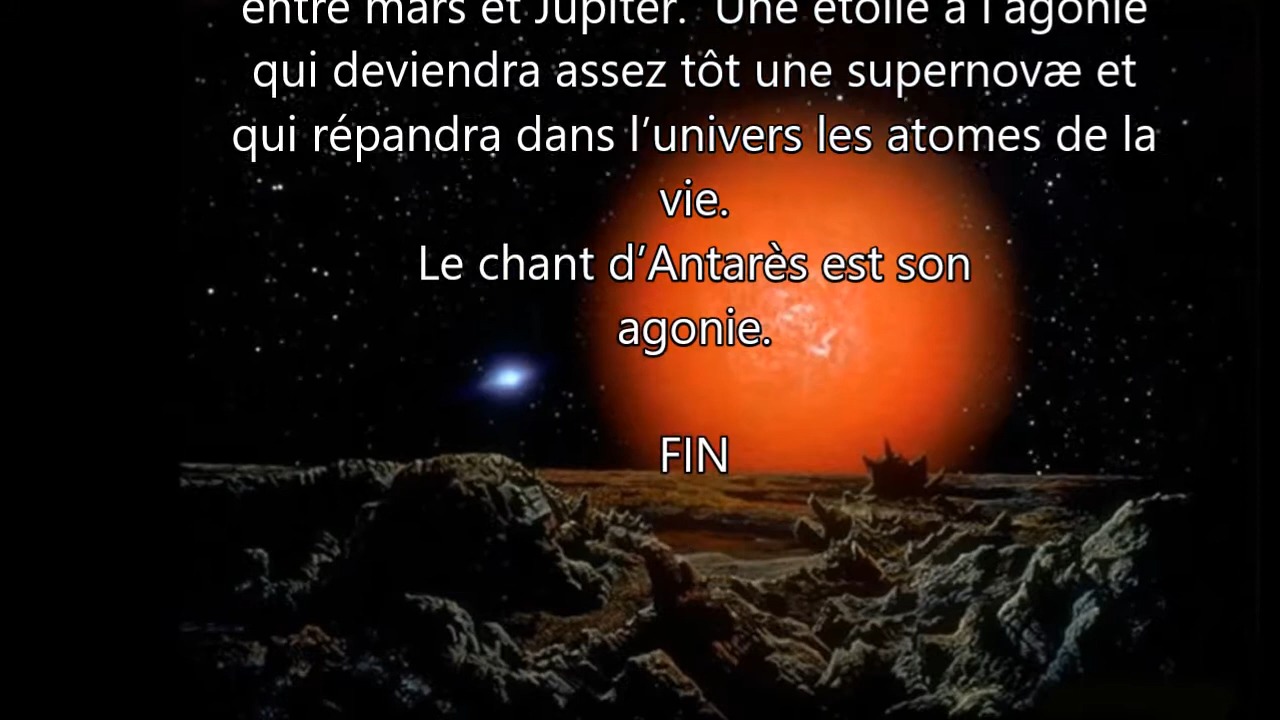 entre mars et Jupiter. Une étoile à l'agonie
qui deviendra assez tôt une supernovæ et
qui répandra dans l’univers les atomes de la
vie.
Le chant d’Antarès est son
agonie.
FIN